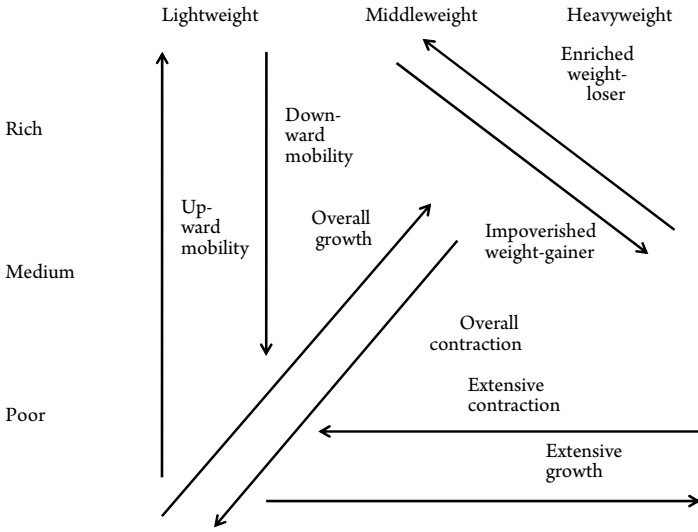 Lightweight
Middleweight
Heavyweight
Enriched
weight-
loser
Rich
Down-
ward
mobility
Up-
ward
mobility
Overall
growth
Impoverished
weight-gainer
Medium
Overall
contraction
Extensive
contraction
Poor
Extensive
growth